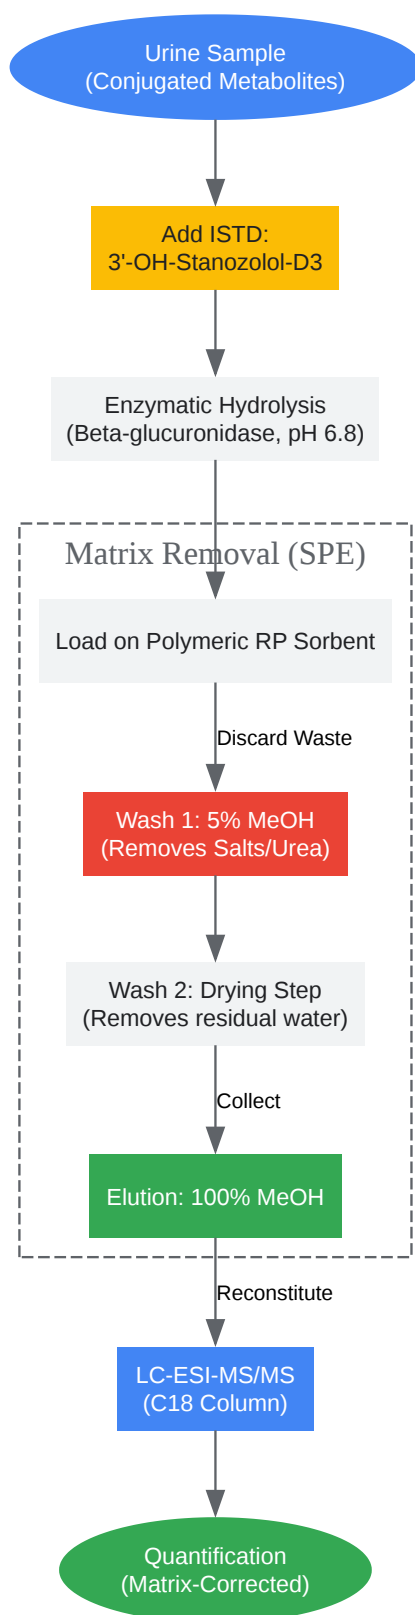 Urine Sample
(Conjugated Metabolites)
Add ISTD:
3'-OH-Stanozolol-D3
Enzymatic Hydrolysis
(Beta-glucuronidase, pH 6.8)
Matrix Removal (SPE)
Load on Polymeric RP Sorbent
Discard Waste
Wash 1: 5% MeOH
(Removes Salts/Urea)
Wash 2: Drying Step
(Removes residual water)
Collect
Elution: 100% MeOH
Reconstitute
LC-ESI-MS/MS
(C18 Column)
Quantification
(Matrix-Corrected)